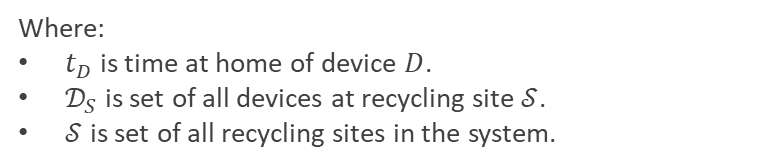 Where:
• t_D is time at home of device D.
• 𝒟_S is set of all devices at recycling site 𝒮.
• 𝒮 is set of all recycling sites in the system.